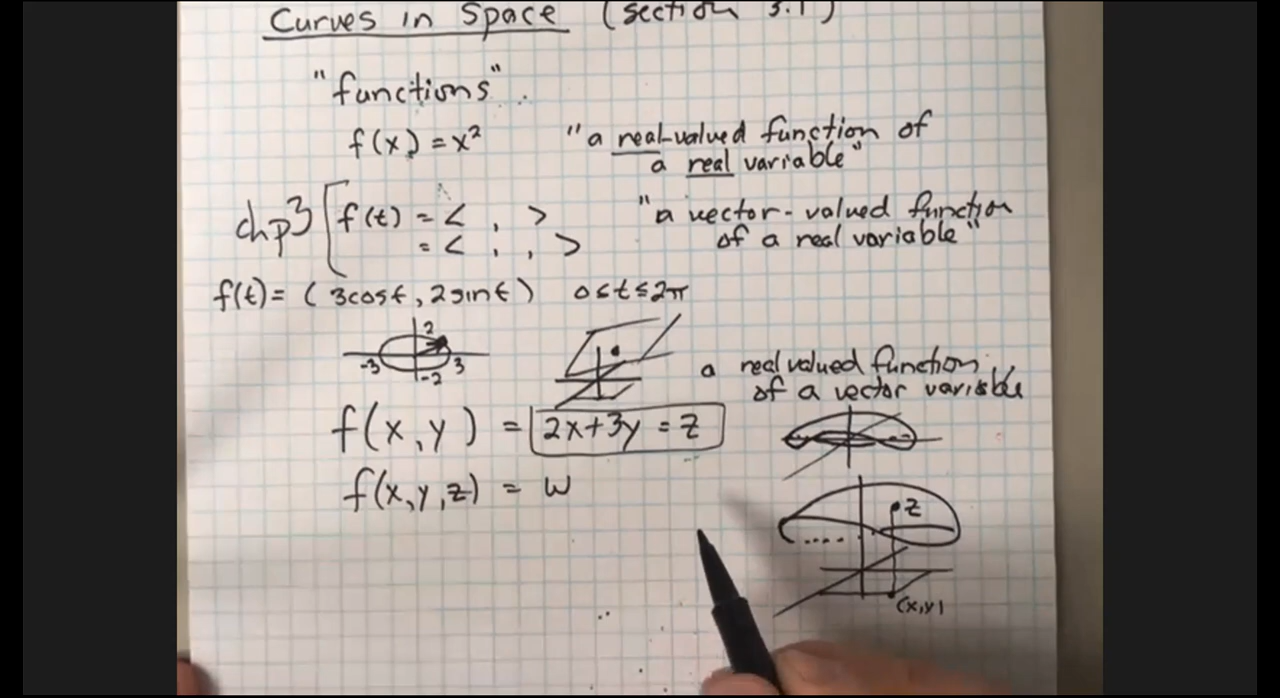 Curves in Space (section 3.1)
"functions"
f(x) = x² "a real-valued function of
a real variable"
chp3 f(t) = < , > "a vector-valued function
= < , , > of a real variable"
f(t) = (3cost, 2sint) 0≤t≤2π
2
-3 3
-2
a real valued function
of a vector variable
f(x,y) = 2x+3y = z
f(x,y,z) = w
z
(x,y)